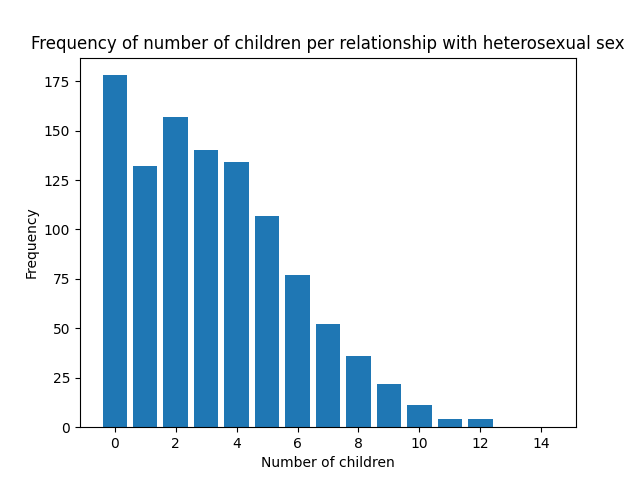 Frequency of number of children per relationship with heterosexual sex
175
150
125
100
75
50
25
0
Frequency
0 2 4 6 8 10 12 14
Number of children